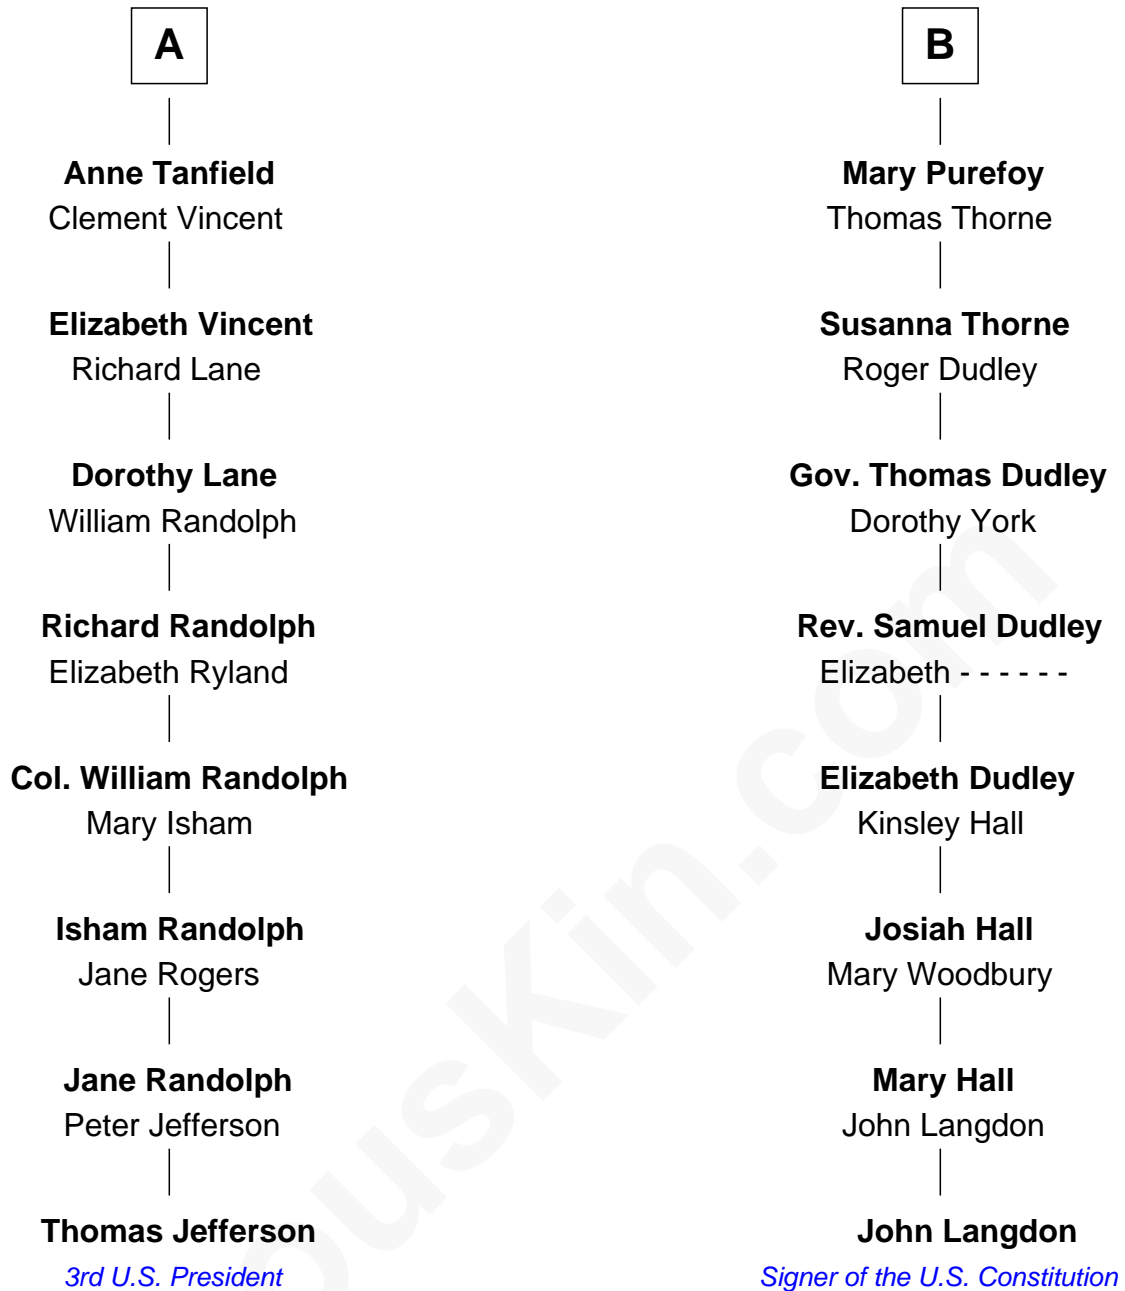 A
Anne Tanfield
Clement Vincent
Elizabeth Vincent
Richard Lane
Dorothy Lane
William Randolph
Richard Randolph
Elizabeth Ryland
Col. William Randolph
Mary Isham
Isham Randolph
Jane Rogers
Jane Randolph
Peter Jefferson
Thomas Jefferson
3rd U.S. President
B
Mary Purefoy
Thomas Thorne
Susanna Thorne
Roger Dudley
Gov. Thomas Dudley
Dorothy York
Rev. Samuel Dudley
Elizabeth - - - - - -
Elizabeth Dudley
Kinsley Hall
Josiah Hall
Mary Woodbury
Mary Hall
John Langdon
John Langdon
Signer of the U.S. Constitution
ousKin.com